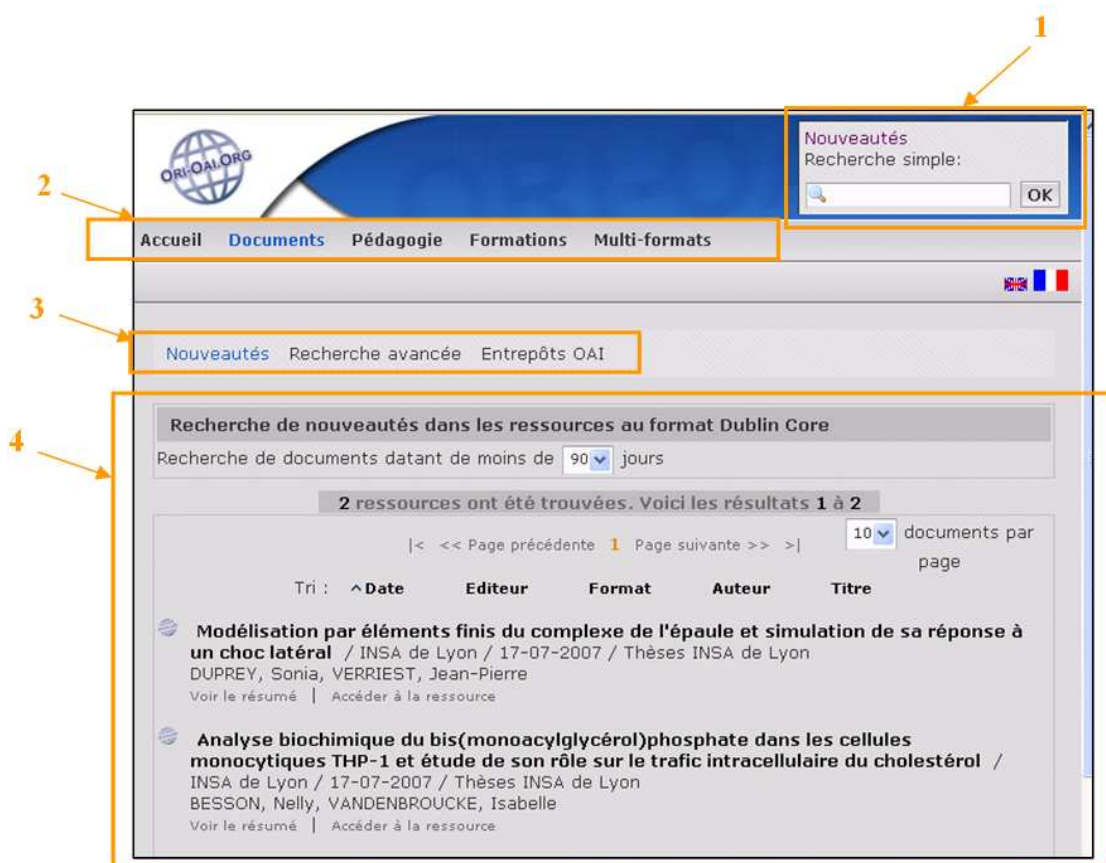 1
ORI-OAI.ORG
Nouveautés
Recherche simple:
OK
2
Accueil Documents Pédagogie Formations Multi-formats
3
Nouveautés Recherche avancée Entrepôts OAI
4
Recherche de nouveautés dans les ressources au format Dublin Core
Recherche de documents datant de moins de 90 jours
2 ressources ont été trouvées. Voici les résultats 1 à 2
|< << Page précédente 1 Page suivante >> >| 10 documents par
page
Tri : ^Date Editeur Format Auteur Titre
Modélisation par éléments finis du complexe de l'épaule et simulation de sa réponse à
un choc latéral / INSA de Lyon / 17-07-2007 / Thèses INSA de Lyon
DUPREY, Sonia, VERRIEST, Jean-Pierre
Voir le résumé | Accéder à la ressource
Analyse biochimique du bis(monoacylglycérol)phosphate dans les cellules
monocytiques THP-1 et étude de son rôle sur le trafic intracellulaire du cholestérol /
INSA de Lyon / 17-07-2007 / Thèses INSA de Lyon
BESSON, Nelly, VANDENBROUCKE, Isabelle
Voir le résumé | Accéder à la ressource